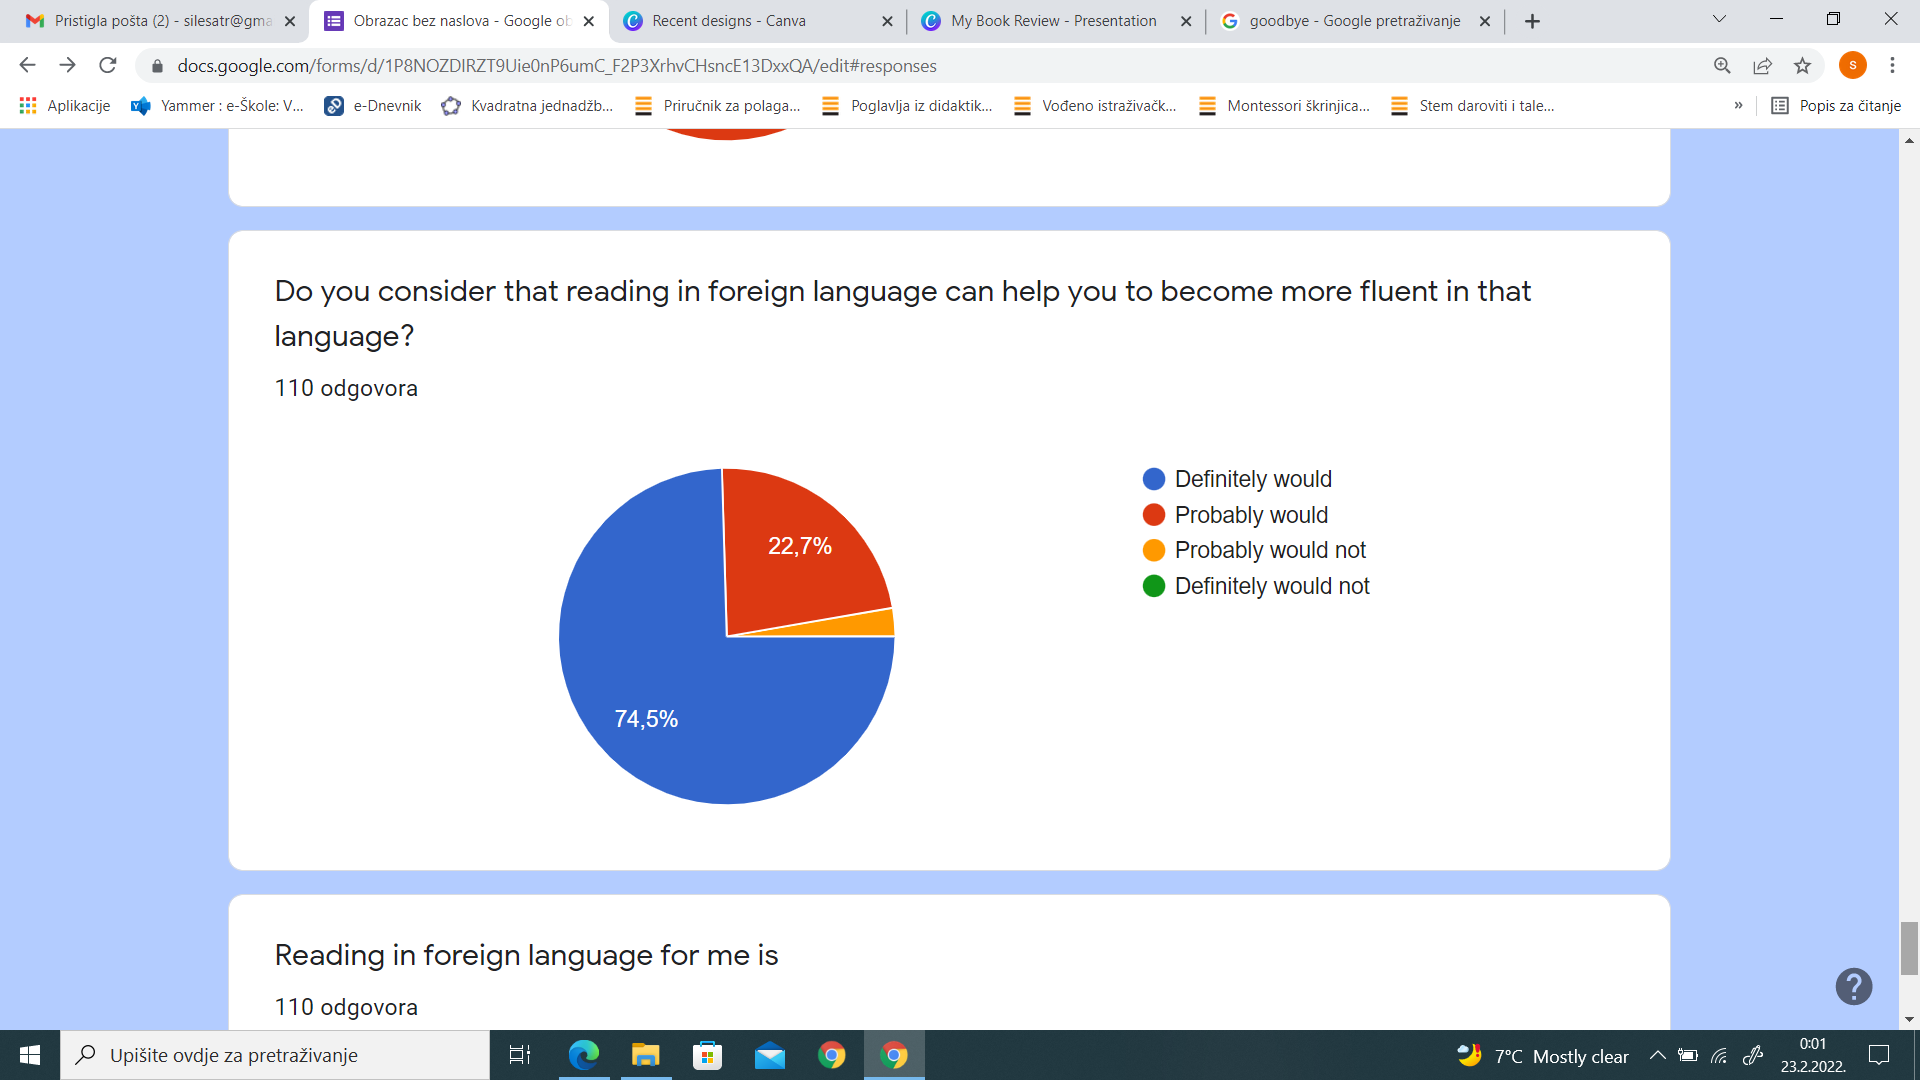 Pristigla pošta (2) - silesatr@gma
Obrazac bez naslova - Google ob
Recent designs - Canva
My Book Review - Presentation
goodbye - Google pretraživanje
docs.google.com/forms/d/1P8NOZDIRZT9Uie0nP6umC_F2P3XrhvCHsncE13DxxQA/edit#responses
s
Aplikacije
Yammer : e-Škole: V...
e-Dnevnik
Kvadratna jednadžb...
Priručnik za polaga...
Poglavlja iz didaktik...
Vođeno istraživačk...
Montessori škrinjica...
Stem daroviti i tale...
»
Popis za čitanje
Do you consider that reading in foreign language can help you to become more fluent in that
language?
110 odgovora
Definitely would
Probably would
Probably would not
Definitely would not
22,7%
74,5%
Reading in foreign language for me is
110 odgovora
?
Upišite ovdje za pretraživanje
7°C Mostly clear
0:01
23.2.2022.